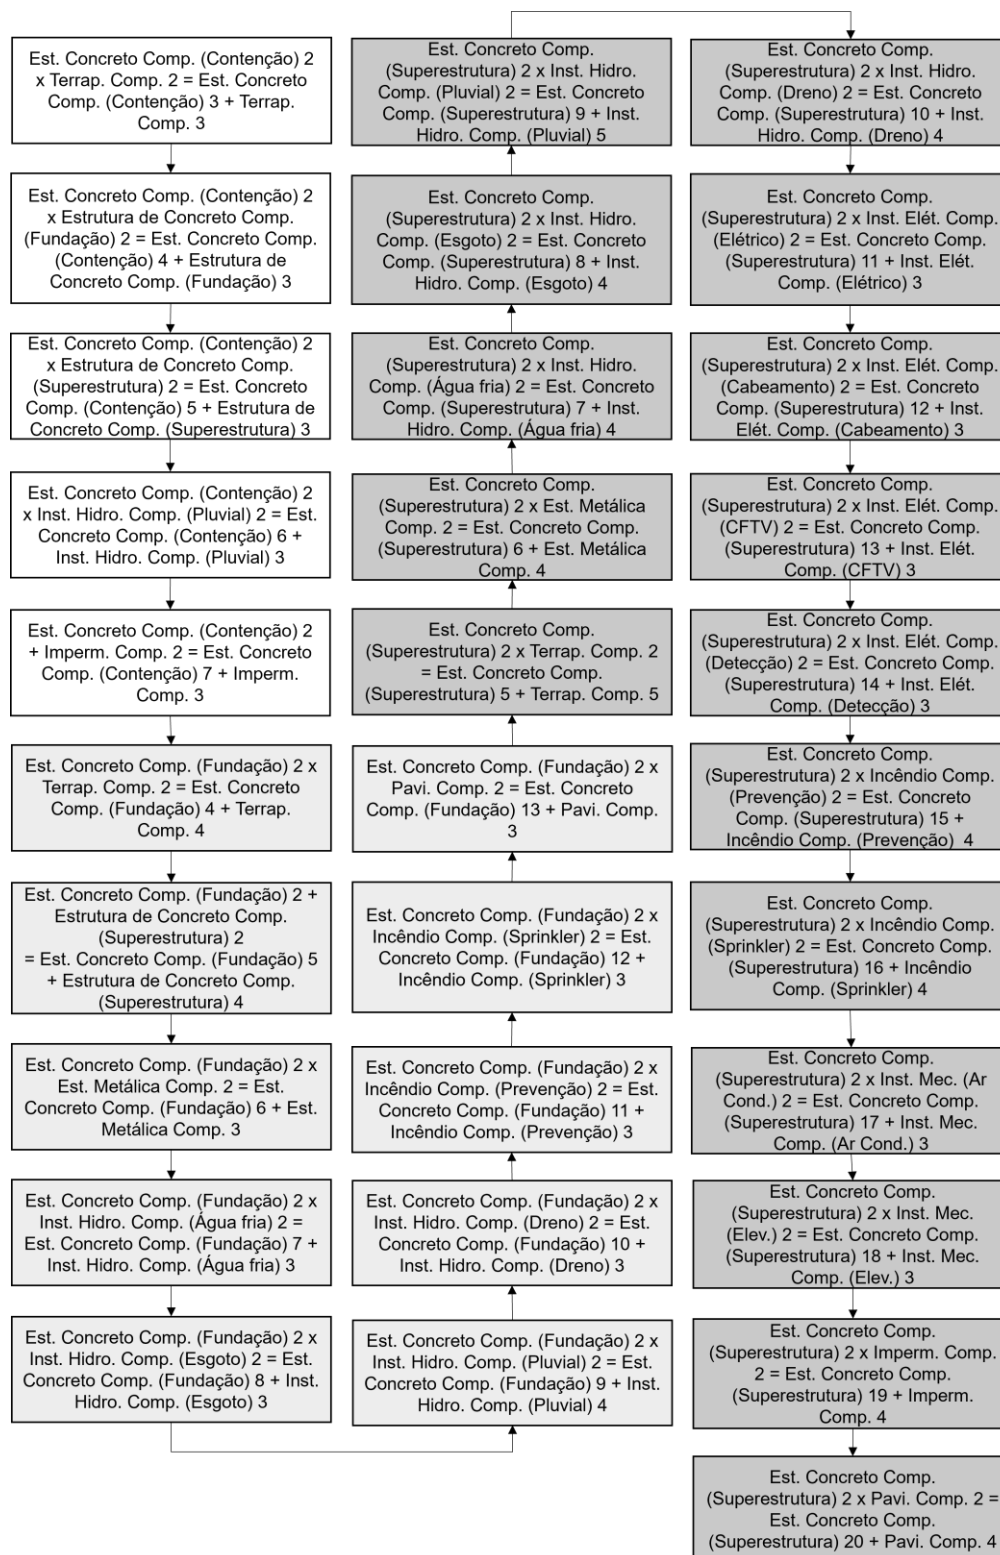 Est. Concreto Comp. (Contenção) 2
x Terrap. Comp. 2 = Est. Concreto
Comp. (Contenção) 3 + Terrap.
Comp. 3
Est. Concreto Comp. (Contenção) 2
x Estrutura de Concreto Comp.
(Fundação) 2 = Est. Concreto Comp.
(Contenção) 4 + Estrutura de
Concreto Comp. (Fundação) 3
Est. Concreto Comp. (Contenção) 2
x Estrutura de Concreto Comp.
(Superestrutura) 2 = Est. Concreto
Comp. (Contenção) 5 + Estrutura de
Concreto Comp. (Superestrutura) 3
Est. Concreto Comp. (Contenção) 2
x Inst. Hidro. Comp. (Pluvial) 2 = Est.
Concreto Comp. (Contenção) 6 +
Inst. Hidro. Comp. (Pluvial) 3
Est. Concreto Comp. (Contenção) 2
+ Imperm. Comp. 2 = Est. Concreto
Comp. (Contenção) 7 + Imperm.
Comp. 3
Est. Concreto Comp. (Fundação) 2 x
Terrap. Comp. 2 = Est. Concreto
Comp. (Fundação) 4 + Terrap.
Comp. 4
Est. Concreto Comp. (Fundação) 2 +
Estrutura de Concreto Comp.
(Superestrutura) 2
= Est. Concreto Comp. (Fundação) 5
+ Estrutura de Concreto Comp.
(Superestrutura) 4
Est. Concreto Comp. (Fundação) 2 x
Est. Metálica Comp. 2 = Est.
Concreto Comp. (Fundação) 6 + Est.
Metálica Comp. 3
Est. Concreto Comp. (Fundação) 2 x
Inst. Hidro. Comp. (Água fria) 2 =
Est. Concreto Comp. (Fundação) 7 +
Inst. Hidro. Comp. (Água fria) 3
Est. Concreto Comp. (Fundação) 2 x
Inst. Hidro. Comp. (Esgoto) 2 = Est.
Concreto Comp. (Fundação) 8 + Inst.
Hidro. Comp. (Esgoto) 3
Est. Concreto Comp. (Fundação) 2 x
Inst. Hidro. Comp. (Pluvial) 2 = Est.
Concreto Comp. (Fundação) 9 + Inst.
Hidro. Comp. (Pluvial) 4
Est. Concreto Comp. (Fundação) 2 x
Inst. Hidro. Comp. (Dreno) 2 = Est.
Concreto Comp. (Fundação) 10 +
Inst. Hidro. Comp. (Dreno) 3
Est. Concreto Comp. (Fundação) 2 x
Incêndio Comp. (Prevenção) 2 = Est.
Concreto Comp. (Fundação) 11 +
Incêndio Comp. (Prevenção) 3
Est. Concreto Comp. (Fundação) 2 x
Incêndio Comp. (Sprinkler) 2 = Est.
Concreto Comp. (Fundação) 12 +
Incêndio Comp. (Sprinkler) 3
Est. Concreto Comp. (Fundação) 2 x
Pavi. Comp. 2 = Est. Concreto
Comp. (Fundação) 13 + Pavi. Comp.
3
Est. Concreto Comp.
(Superestrutura) 2 x Terrap. Comp. 2
= Est. Concreto Comp.
(Superestrutura) 5 + Terrap. Comp. 5
Est. Concreto Comp.
(Superestrutura) 2 x Est. Metálica
Comp. 2 = Est. Concreto Comp.
(Superestrutura) 6 + Est. Metálica
Comp. 4
Est. Concreto Comp.
(Superestrutura) 2 x Inst. Hidro.
Comp. (Água fria) 2 = Est. Concreto
Comp. (Superestrutura) 7 + Inst.
Hidro. Comp. (Água fria) 4
Est. Concreto Comp.
(Superestrutura) 2 x Inst. Hidro.
Comp. (Esgoto) 2 = Est. Concreto
Comp. (Superestrutura) 8 + Inst.
Hidro. Comp. (Esgoto) 4
Est. Concreto Comp.
(Superestrutura) 2 x Inst. Hidro.
Comp. (Pluvial) 2 = Est. Concreto
Comp. (Superestrutura) 9 + Inst.
Hidro. Comp. (Pluvial) 5
Est. Concreto Comp.
(Superestrutura) 2 x Inst. Hidro.
Comp. (Dreno) 2 = Est. Concreto
Comp. (Superestrutura) 10 + Inst.
Hidro. Comp. (Dreno) 4
Est. Concreto Comp.
(Superestrutura) 2 x Inst. Elét. Comp.
(Elétrico) 2 = Est. Concreto Comp.
(Superestrutura) 11 + Inst. Elét.
Comp. (Elétrico) 3
Est. Concreto Comp.
(Superestrutura) 2 x Inst. Elét. Comp.
(Cabeamento) 2 = Est. Concreto
Comp. (Superestrutura) 12 + Inst.
Elét. Comp. (Cabeamento) 3
Est. Concreto Comp.
(Superestrutura) 2 x Inst. Elét. Comp.
(CFTV) 2 = Est. Concreto Comp.
(Superestrutura) 13 + Inst. Elét.
Comp. (CFTV) 3
Est. Concreto Comp.
(Superestrutura) 2 x Inst. Elét. Comp.
(Detecção) 2 = Est. Concreto Comp.
(Superestrutura) 14 + Inst. Elét.
Comp. (Detecção) 3
Est. Concreto Comp.
(Superestrutura) 2 x Incêndio Comp.
(Prevenção) 2 = Est. Concreto
Comp. (Superestrutura) 15 +
Incêndio Comp. (Prevenção) 4
Est. Concreto Comp.
(Superestrutura) 2 x Incêndio Comp.
(Sprinkler) 2 = Est. Concreto Comp.
(Superestrutura) 16 + Incêndio
Comp. (Sprinkler) 4
Est. Concreto Comp.
(Superestrutura) 2 x Inst. Mec. (Ar
Cond.) 2 = Est. Concreto Comp.
(Superestrutura) 17 + Inst. Mec.
Comp. (Ar Cond.) 3
Est. Concreto Comp.
(Superestrutura) 2 x Inst. Mec.
(Elev.) 2 = Est. Concreto Comp.
(Superestrutura) 18 + Inst. Mec.
Comp. (Elev.) 3
Est. Concreto Comp.
(Superestrutura) 2 x Imperm. Comp.
2 = Est. Concreto Comp.
(Superestrutura) 19 + Imperm.
Comp. 4
Est. Concreto Comp.
(Superestrutura) 2 x Pavi. Comp. 2 =
Est. Concreto Comp.
(Superestrutura) 20 + Pavi. Comp. 4